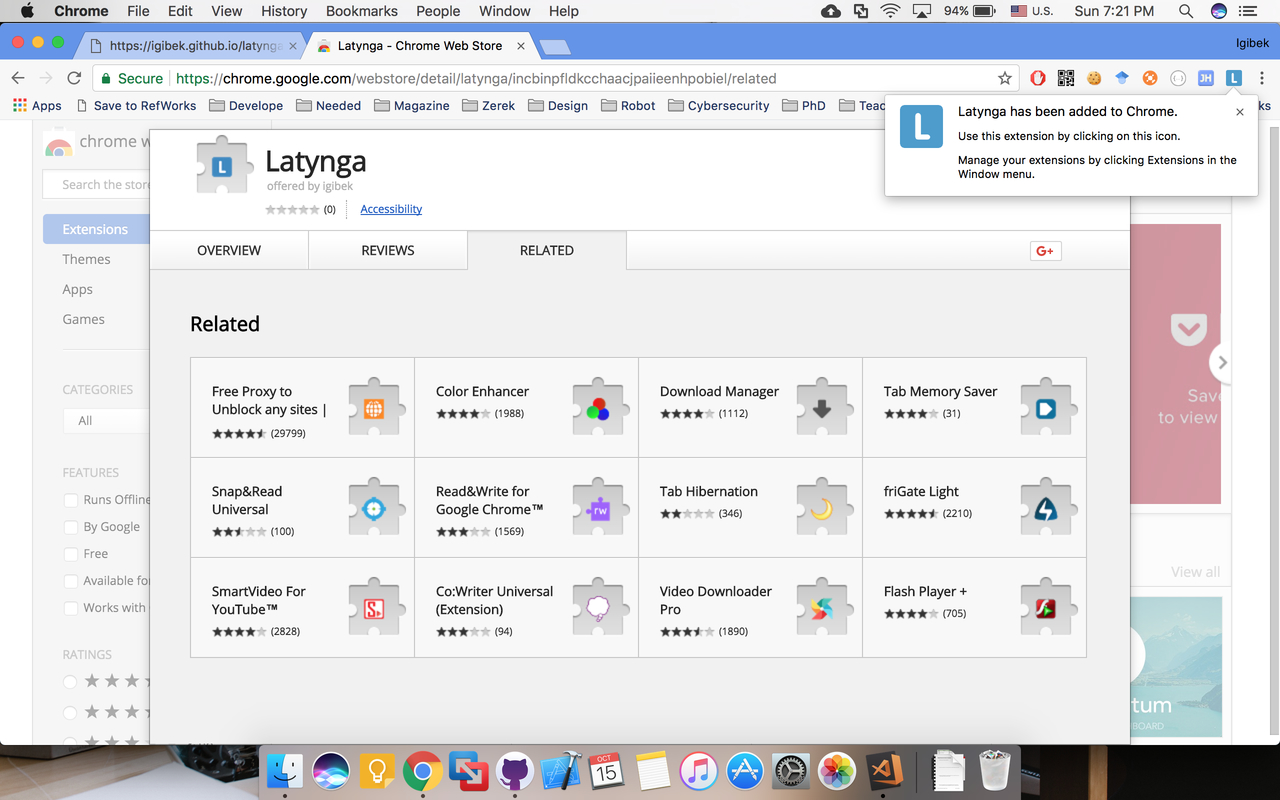 Chrome File Edit View History Bookmarks People Window Help 94% U.S. Sun 7:21 PM
https://igibek.github.io/latynga Latynga - Chrome Web Store Igibek
Secure https://chrome.google.com/webstore/detail/latynga/incbinpfldkcchaacjpaiieenhpobiel/related JH L
Apps Save to RefWorks Develope Needed Magazine Zerek Design Robot Cybersecurity PhD
L
Latynga has been added to Chrome.
Use this extension by clicking on this icon.
Manage your extensions by clicking Extensions in the
Window menu.
chrome w
Search the store
Extensions
Themes
Apps
Games
CATEGORIES
All
FEATURES
Runs Offline
By Google
Free
Available for
Works with
RATINGS
L
Latynga
offered by igibek
(0) Accessibility
OVERVIEW REVIEWS RELATED G+
Related
Free Proxy to
Unblock any sites |
(29799)
Color Enhancer
(1988)
Download Manager
(1112)
Tab Memory Saver
(31)
Snap&Read
Universal
(100)
Read&Write for
Google Chrome™
(1569)
rw
Tab Hibernation
(346)
friGate Light
(2210)
SmartVideo For
YouTube™
(2828)
S.
Co:Writer Universal
(Extension)
(94)
Video Downloader
Pro
(1890)
Flash Player +
(705)
Save
to view
View all
tum
BOARD
OCT
15